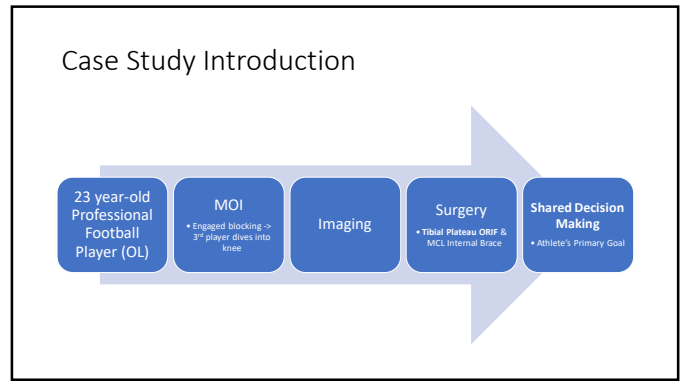 Case Study Introduction
23 year-old
Professional
Football
Player (OL)
MOI
• Engaged blocking ->
3rd player dives into
knee
Imaging
Surgery
• Tibial Plateau ORIF &
MCL Internal Brace
Shared Decision
Making
• Athlete's Primary Goal